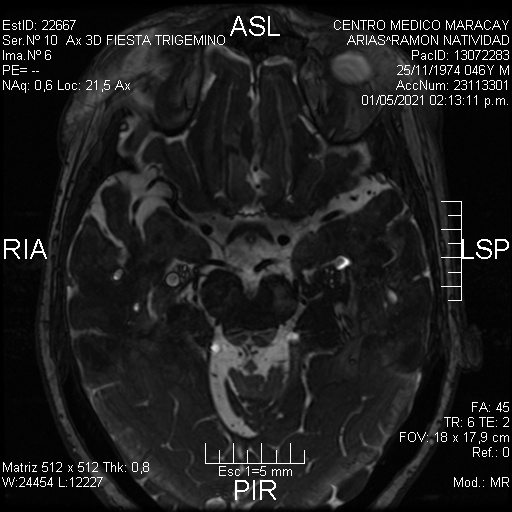 EstID: 22667
Ser.Nº 10 Ax 3D FIESTA TRIGEMINO
Ima.Nº 6
PE= --
NAq: 0,6 Loc: 21,5 Ax
ASL
CENTRO MEDICO MARACAY
ARIAS^RAMON NATIVIDAD
PacID: 13072283
25/11/1974 046Y M
AccNum: 23113301
01/05/2021 02:13:11 p.m.
RIA
LSP
FA: 45
TR: 6 TE: 2
FOV: 18 x 17,9 cm
Ref.: 0
Mod.: MR
Matriz 512 x 512 Thk: 0,8
W:24454 L:12227
Esc 1=5 mm
PIR